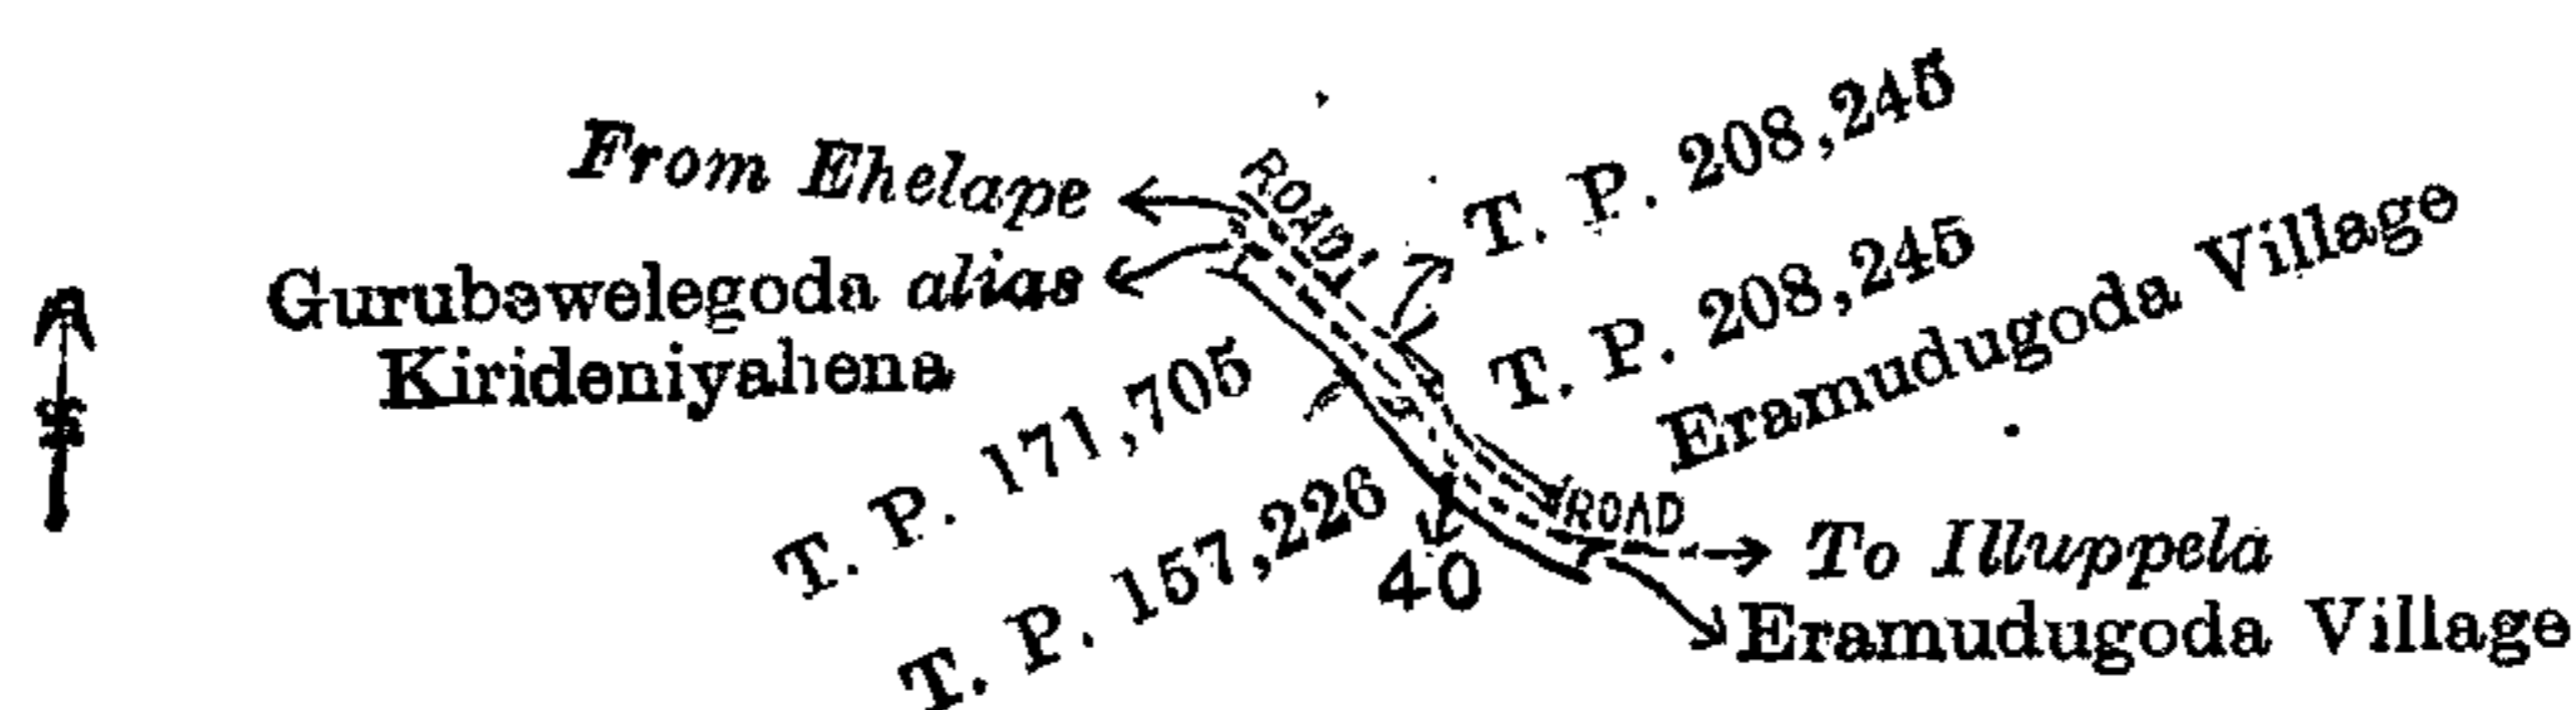 From Ehelape
ROAD
T. P. 208,245
Gurubewelegoda alias
Kirideniyahena
T. P. 208,245
Eramudugoda Village
T. P. 171,705
T. P. 157,226
40
ROAD
To Illuppela
Eramudugoda Village